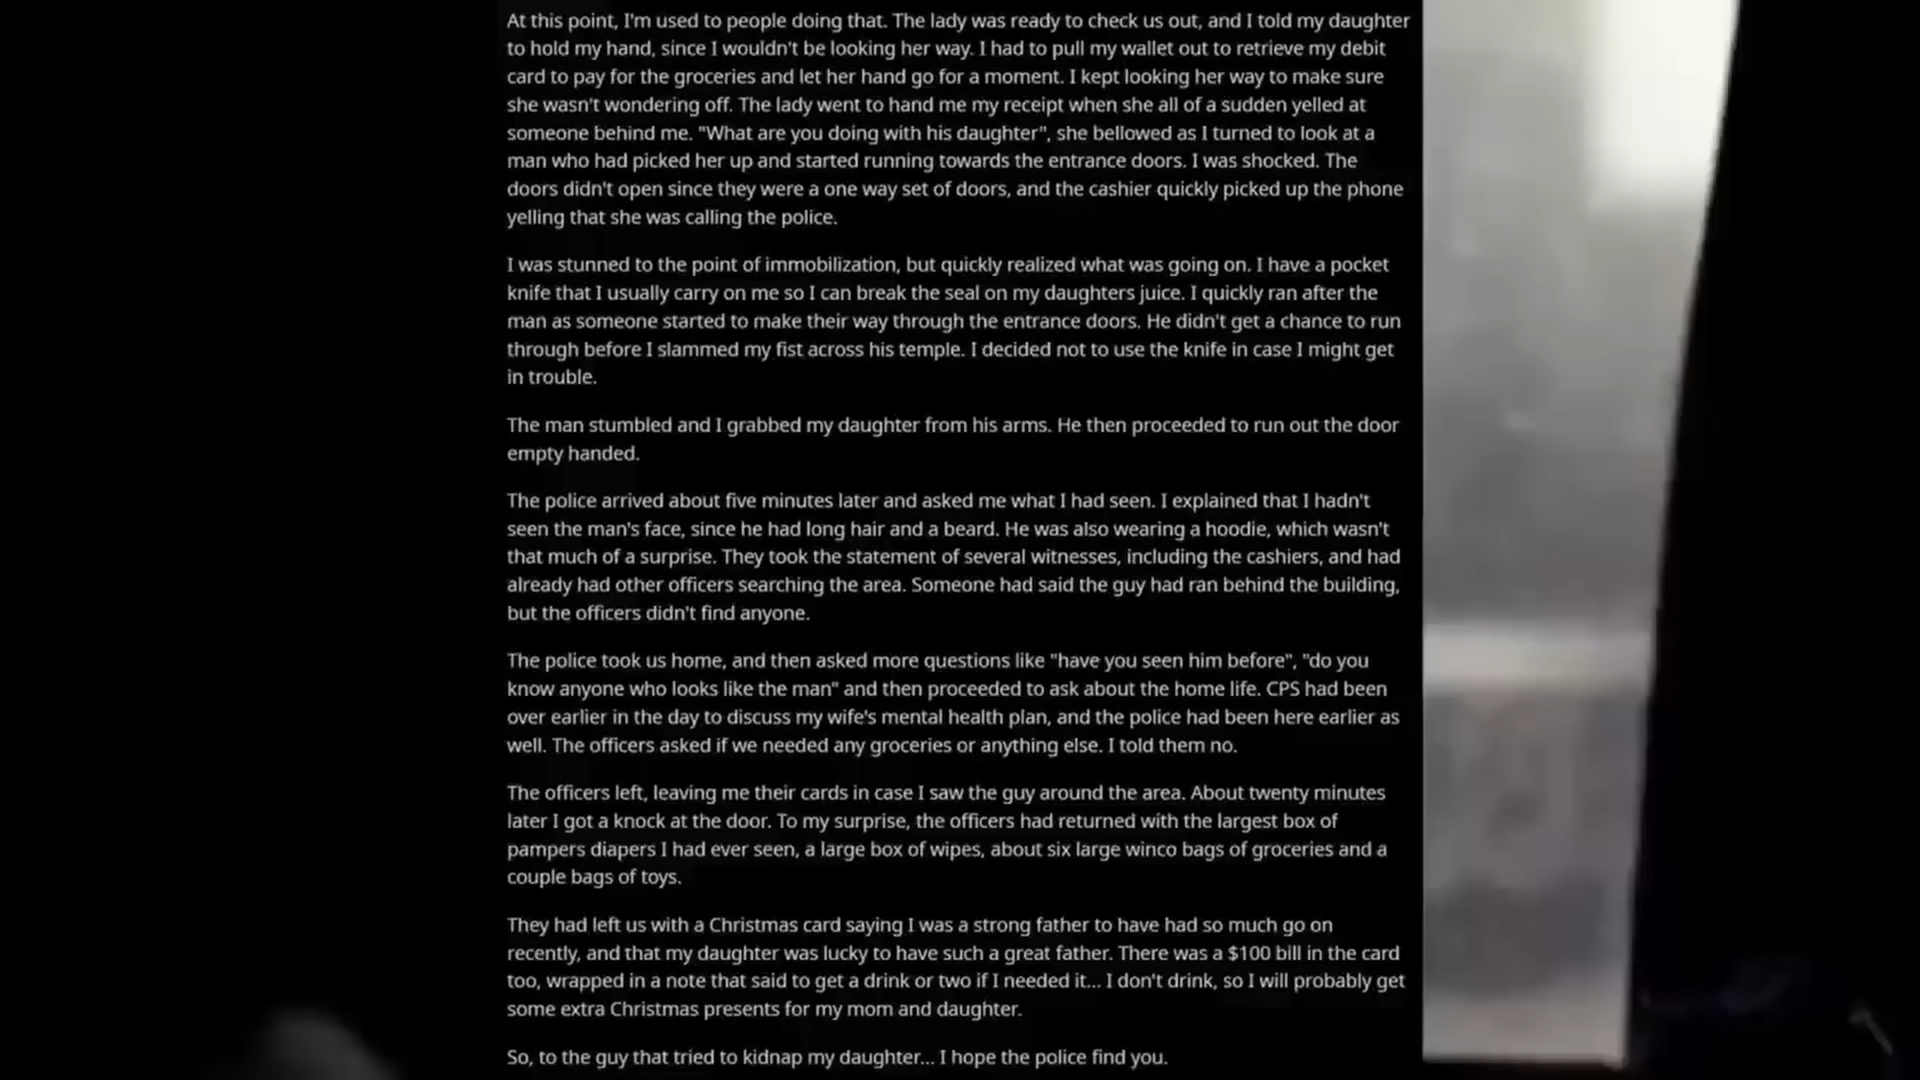 At this point, I'm used to people doing that. The lady was ready to check us out, and I told my daughter
to hold my hand, since I wouldn't be looking her way. I had to pull my wallet out to retrieve my debit
card to pay for the groceries and let her hand go for a moment. I kept looking her way to make sure
she wasn't wondering off. The lady went to hand me my receipt when she all of a sudden yelled at
someone behind me. "What are you doing with his daughter", she bellowed as I turned to look at a
man who had picked her up and started running towards the entrance doors. I was shocked. The
doors didn't open since they were a one way set of doors, and the cashier quickly picked up the phone
yelling that she was calling the police.
I was stunned to the point of immobilization, but quickly realized what was going on. I have a pocket
knife that I usually carry on me so I can break the seal on my daughters juice. I quickly ran after the
man as someone started to make their way through the entrance doors. He didn't get a chance to run
through before I slammed my fist across his temple. I decided not to use the knife in case I might get
in trouble.
The man stumbled and I grabbed my daughter from his arms. He then proceeded to run out the door
empty handed.
The police arrived about five minutes later and asked me what I had seen. I explained that I hadn't
seen the man's face, since he had long hair and a beard. He was also wearing a hoodie, which wasn't
that much of a surprise. They took the statement of several witnesses, including the cashiers, and had
already had other officers searching the area. Someone had said the guy had ran behind the building,
but the officers didn't find anyone.
The police took us home, and then asked more questions like "have you seen him before", "do you
know anyone who looks like the man" and then proceeded to ask about the home life. CPS had been
over earlier in the day to discuss my wife's mental health plan, and the police had been here earlier as
well. The officers asked if we needed any groceries or anything else. I told them no.
The officers left, leaving me their cards in case I saw the guy around the area. About twenty minutes
later I got a knock at the door. To my surprise, the officers had returned with the largest box of
pampers diapers I had ever seen, a large box of wipes, about six large winco bags of groceries and a
couple bags of toys.
They had left us with a Christmas card saying I was a strong father to have had so much go on
recently, and that my daughter was lucky to have such a great father. There was a $100 bill in the card
too, wrapped in a note that said to get a drink or two if I needed it... I don't drink, so I will probably get
some extra Christmas presents for my mom and daughter.
So, to the guy that tried to kidnap my daughter... I hope the police find you.